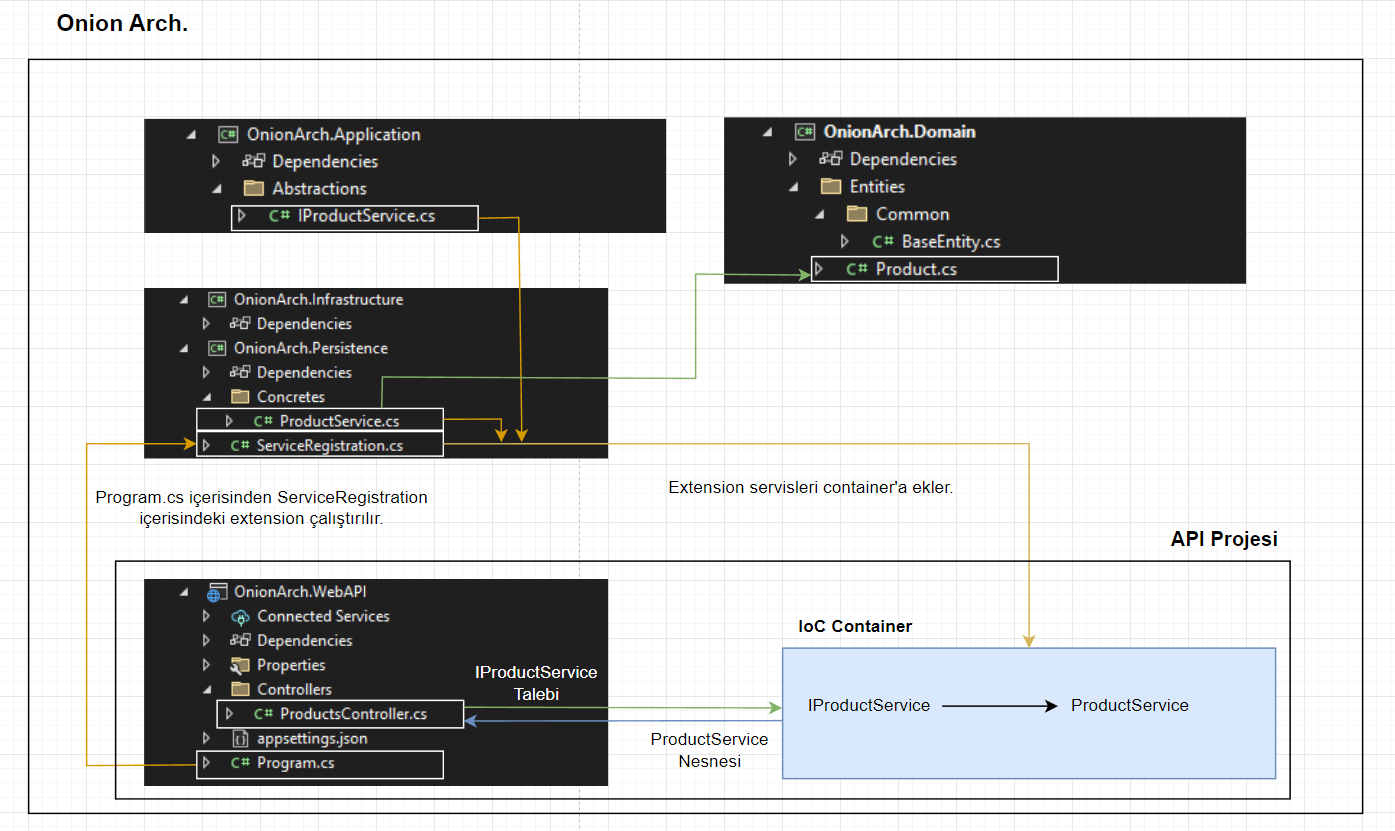 Onion Arch.
C# OnionArch.Application
Dependencies
Abstractions
C# IProductService.cs
C# OnionArch.Domain
Dependencies
Entities
Common
C# BaseEntity.cs
C# Product.cs
C# OnionArch.Infrastructure
Dependencies
C# OnionArch.Persistence
Dependencies
Concretes
C# ProductService.cs
C# ServiceRegistration.cs
Program.cs içerisinden ServiceRegistration
içerisindeki extension çalıştırılır.
Extension servisleri container'a ekler.
API Projesi
OnionArch.WebAPI
Connected Services
Dependencies
Properties
Controllers
C# ProductsController.cs
appsettings.json
C# Program.cs
IProductService
Talebi
ProductService
Nesnesi
IoC Container
IProductService
ProductService